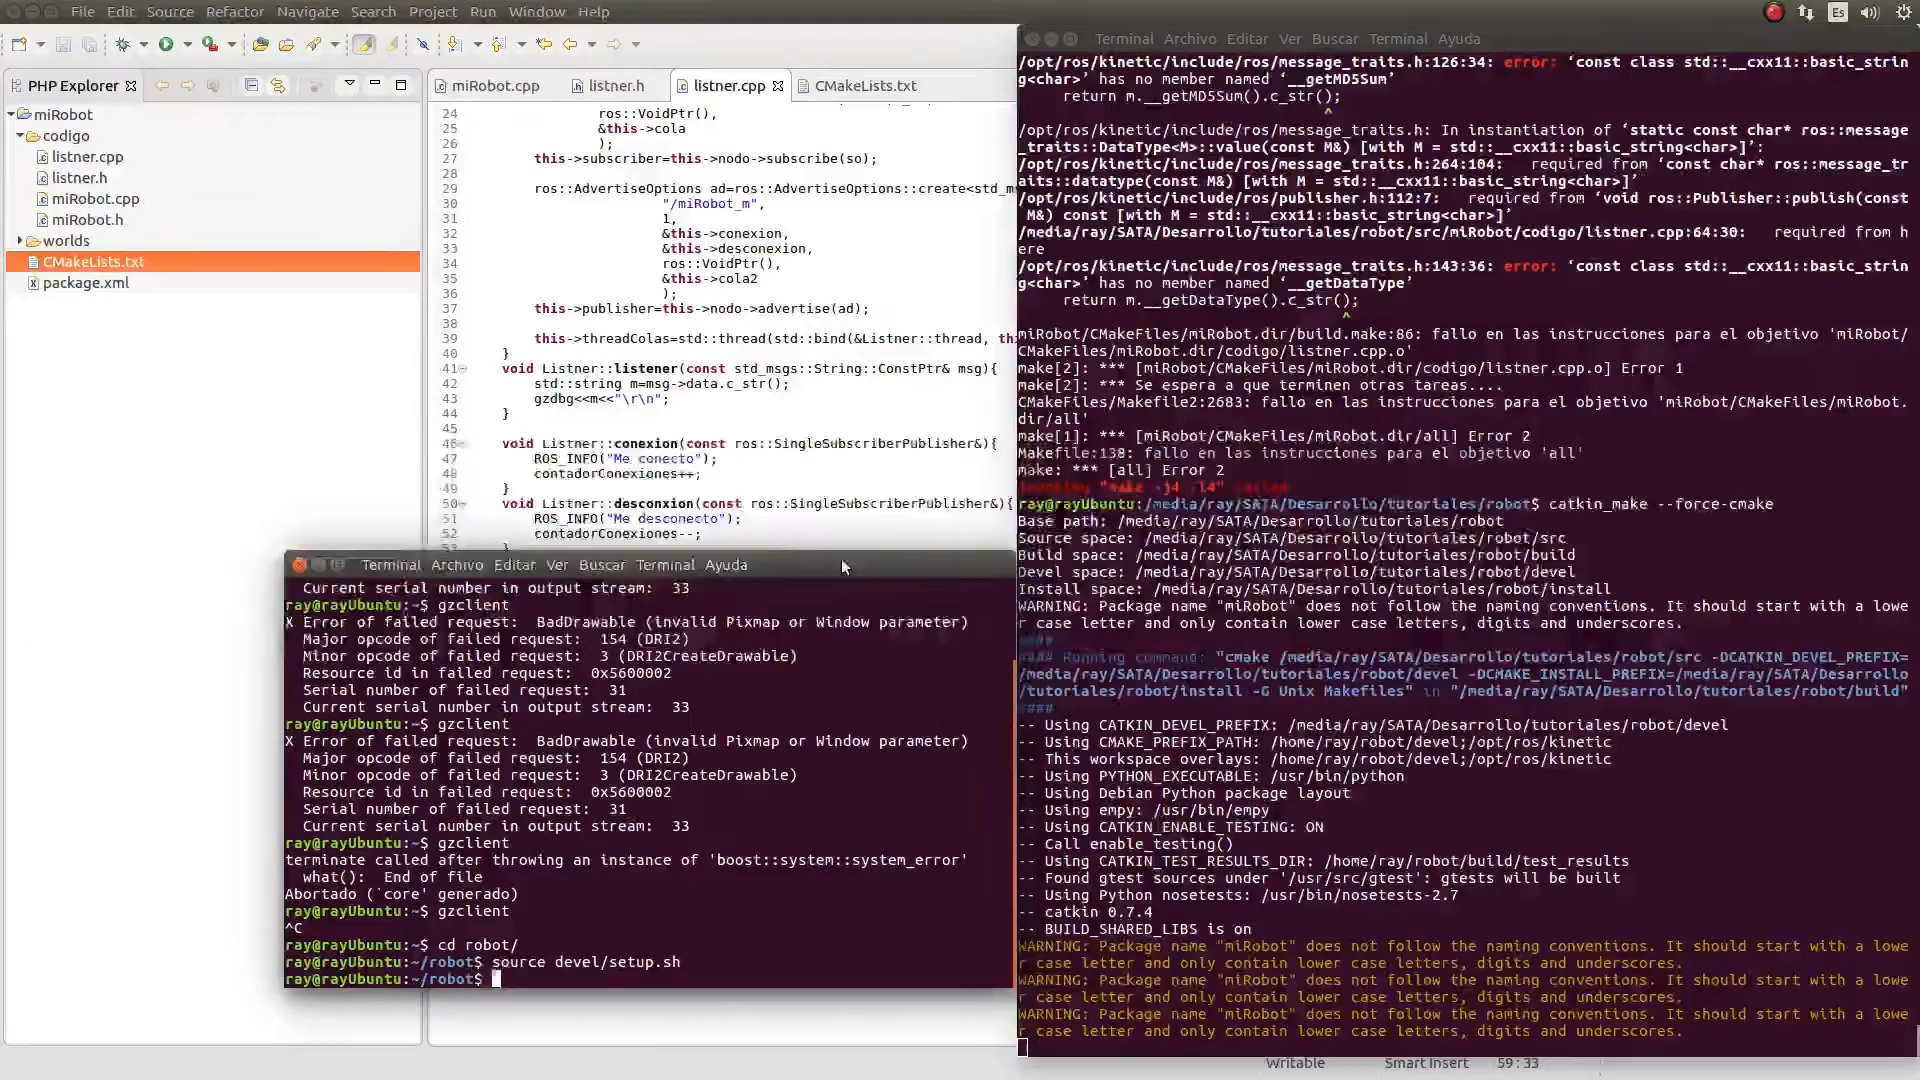 File Edit Source Refactor Navigate Search Project Run Window Help
Es
PHP Explorer
miRobot
codigo
listner.cpp
listner.h
miRobot.cpp
miRobot.h
worlds
CMakeLists.txt
package.xml
miRobot.cpp listner.h listner.cpp CMakeLists.txt
24 ros::VoidPtr(),
25 &this->cola
26 );
27 this->subscriber=this->nodo->subscribe(so);
28
29 ros::AdvertiseOptions ad=ros::AdvertiseOptions::create<std_ms
30 "/miRobot_m",
31 1,
32 &this->conexion,
33 &this->desconexion,
34 ros::VoidPtr(),
35 &this->cola2
36 );
37 this->publisher=this->nodo->advertise(ad);
38
39 this->threadColas=std::thread(std::bind(&Listner::thread, thi
40 }
41 void Listner::listener(const std_msgs::String::ConstPtr& msg){
42 std::string m=msg->data.c_str();
43 gzdbg<<m<<"\r\n";
44 }
45
46 void Listner::conexion(const ros::SingleSubscriberPublisher&){
47 ROS_INFO("Me conecto");
48 contadorConexiones++;
49 }
50 void Listner::desconxion(const ros::SingleSubscriberPublisher&){
51 ROS_INFO("Me desconecto");
52 contadorConexiones--;
53 }
Terminal Archivo Editar Ver Buscar Terminal Ayuda
Current serial number in output stream: 33
ray@rayUbuntu:~$ gzclient
X Error of failed request: BadDrawable (invalid Pixmap or Window parameter)
Major opcode of failed request: 154 (DRI2)
Minor opcode of failed request: 3 (DRI2CreateDrawable)
Resource id in failed request: 0x5600002
Serial number of failed request: 31
Current serial number in output stream: 33
ray@rayUbuntu:~$ gzclient
X Error of failed request: BadDrawable (invalid Pixmap or Window parameter)
Major opcode of failed request: 154 (DRI2)
Minor opcode of failed request: 3 (DRI2CreateDrawable)
Resource id in failed request: 0x5600002
Serial number of failed request: 31
Current serial number in output stream: 33
ray@rayUbuntu:~$ gzclient
terminate called after throwing an instance of 'boost::system::system_error'
what(): End of file
Abortado (`core' generado)
ray@rayUbuntu:~$ gzclient
^C
ray@rayUbuntu:~$ cd robot/
ray@rayUbuntu:~/robot$ source devel/setup.sh
ray@rayUbuntu:~/robot$
Terminal Archivo Editar Ver Buscar Terminal Ayuda
/opt/ros/kinetic/include/ros/message_traits.h:126:34: error: ‘const class std::__cxx11::basic_strin
g<char>’ has no member named ‘__getMD5Sum’
return m.__getMD5Sum().c_str();
^
/opt/ros/kinetic/include/ros/message_traits.h: In instantiation of ‘static const char* ros::message
_traits::DataType<M>::value(const M&) [with M = std::__cxx11::basic_string<char>]’:
/opt/ros/kinetic/include/ros/message_traits.h:264:104: required from ‘const char* ros::message_tr
aits::datatype(const M&) [with M = std::__cxx11::basic_string<char>]’
/opt/ros/kinetic/include/ros/publisher.h:112:7: required from ‘void ros::Publisher::publish(const
M&) const [with M = std::__cxx11::basic_string<char>]’
/media/ray/SATA/Desarrollo/tutoriales/robot/src/miRobot/codigo/listner.cpp:64:30: required from h
ere
/opt/ros/kinetic/include/ros/message_traits.h:143:36: error: ‘const class std::__cxx11::basic_strin
g<char>’ has no member named ‘__getDataType’
return m.__getDataType().c_str();
^
miRobot/CMakeFiles/miRobot.dir/build.make:86: fallo en las instrucciones para el objetivo 'miRobot/
CMakeFiles/miRobot.dir/codigo/listner.cpp.o'
make[2]: *** [miRobot/CMakeFiles/miRobot.dir/codigo/listner.cpp.o] Error 1
make[2]: *** Se espera a que terminen otras tareas....
CMakeFiles/Makefile2:2683: fallo en las instrucciones para el objetivo 'miRobot/CMakeFiles/miRobot.
dir/all'
make[1]: *** [miRobot/CMakeFiles/miRobot.dir/all] Error 2
Makefile:138: fallo en las instrucciones para el objetivo 'all'
make: *** [all] Error 2
Invoking "make -j4 -l4" failed
ray@rayUbuntu:/media/ray/SATA/Desarrollo/tutoriales/robot$ catkin_make --force-cmake
Base path: /media/ray/SATA/Desarrollo/tutoriales/robot
Source space: /media/ray/SATA/Desarrollo/tutoriales/robot/src
Build space: /media/ray/SATA/Desarrollo/tutoriales/robot/build
Devel space: /media/ray/SATA/Desarrollo/tutoriales/robot/devel
Install space: /media/ray/SATA/Desarrollo/tutoriales/robot/install
WARNING: Package name "miRobot" does not follow the naming conventions. It should start with a lowe
r case letter and only contain lower case letters, digits and underscores.
####
#### Running command: "cmake /media/ray/SATA/Desarrollo/tutoriales/robot/src -DCATKIN_DEVEL_PREFIX=
/media/ray/SATA/Desarrollo/tutoriales/robot/devel -DCMAKE_INSTALL_PREFIX=/media/ray/SATA/Desarrollo
/tutoriales/robot/install -G Unix Makefiles" in "/media/ray/SATA/Desarrollo/tutoriales/robot/build"
####
-- Using CATKIN_DEVEL_PREFIX: /media/ray/SATA/Desarrollo/tutoriales/robot/devel
-- Using CMAKE_PREFIX_PATH: /home/ray/robot/devel;/opt/ros/kinetic
-- This workspace overlays: /home/ray/robot/devel;/opt/ros/kinetic
-- Using PYTHON_EXECUTABLE: /usr/bin/python
-- Using Debian Python package layout
-- Using empy: /usr/bin/empy
-- Using CATKIN_ENABLE_TESTING: ON
-- Call enable_testing()
-- Using CATKIN_TEST_RESULTS_DIR: /home/ray/robot/build/test_results
-- Found gtest sources under '/usr/src/gtest': gtests will be built
-- Using Python nosetests: /usr/bin/nosetests-2.7
-- catkin 0.7.4
-- BUILD_SHARED_LIBS is on
WARNING: Package name "miRobot" does not follow the naming conventions. It should start with a lowe
r case letter and only contain lower case letters, digits and underscores.
WARNING: Package name "miRobot" does not follow the naming conventions. It should start with a lowe
r case letter and only contain lower case letters, digits and underscores.
WARNING: Package name "miRobot" does not follow the naming conventions. It should start with a lowe
r case letter and only contain lower case letters, digits and underscores.
Writable Smart Insert 59:33